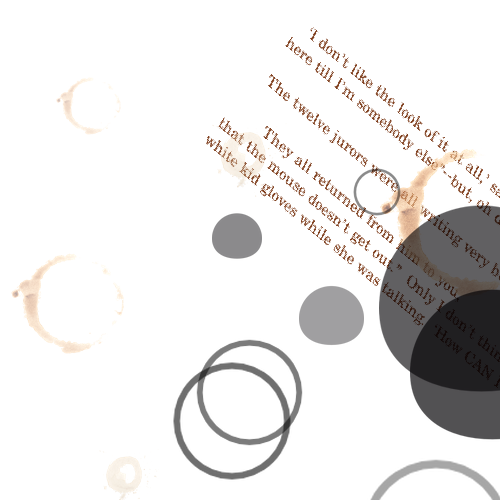 'I don't like the look of it at all,' sa
here till I'm somebody else"--but, oh d
The twelve jurors were all writing very b
They all returned from him to you,
that the mouse doesn't get out." Only I don't thin
white kid gloves while she was talking. 'How CAN I